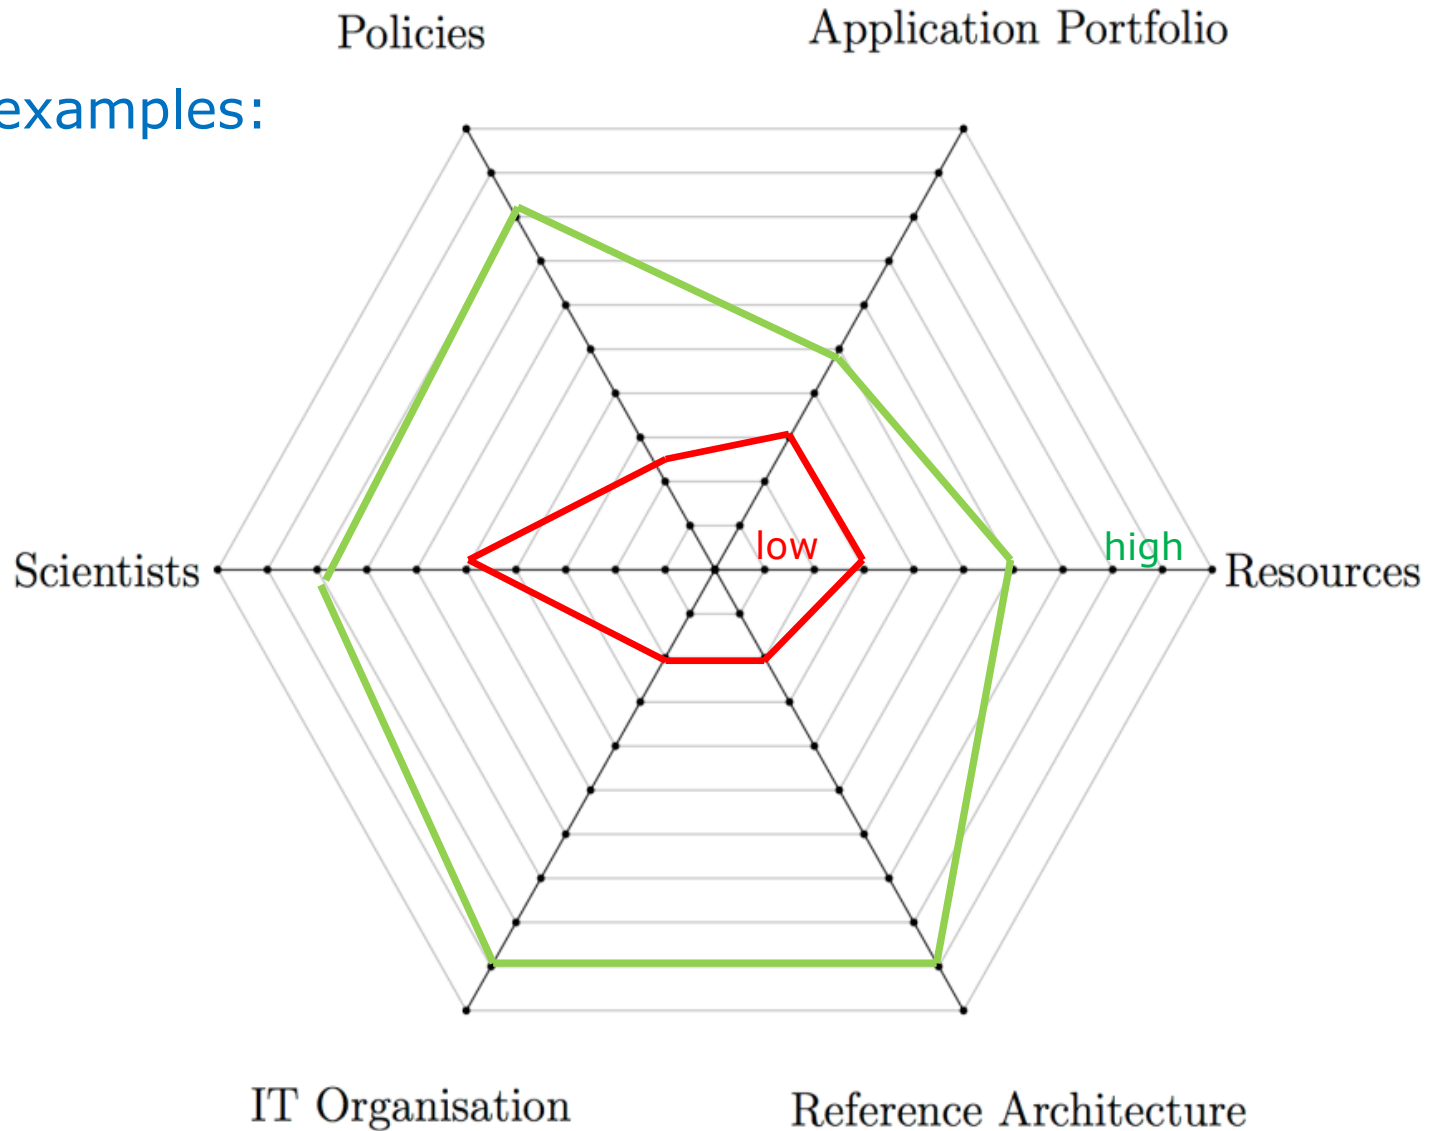 Policies
Application Portfolio
examples:
low
high
Scientists
Resources
IT Organisation
Reference Architecture